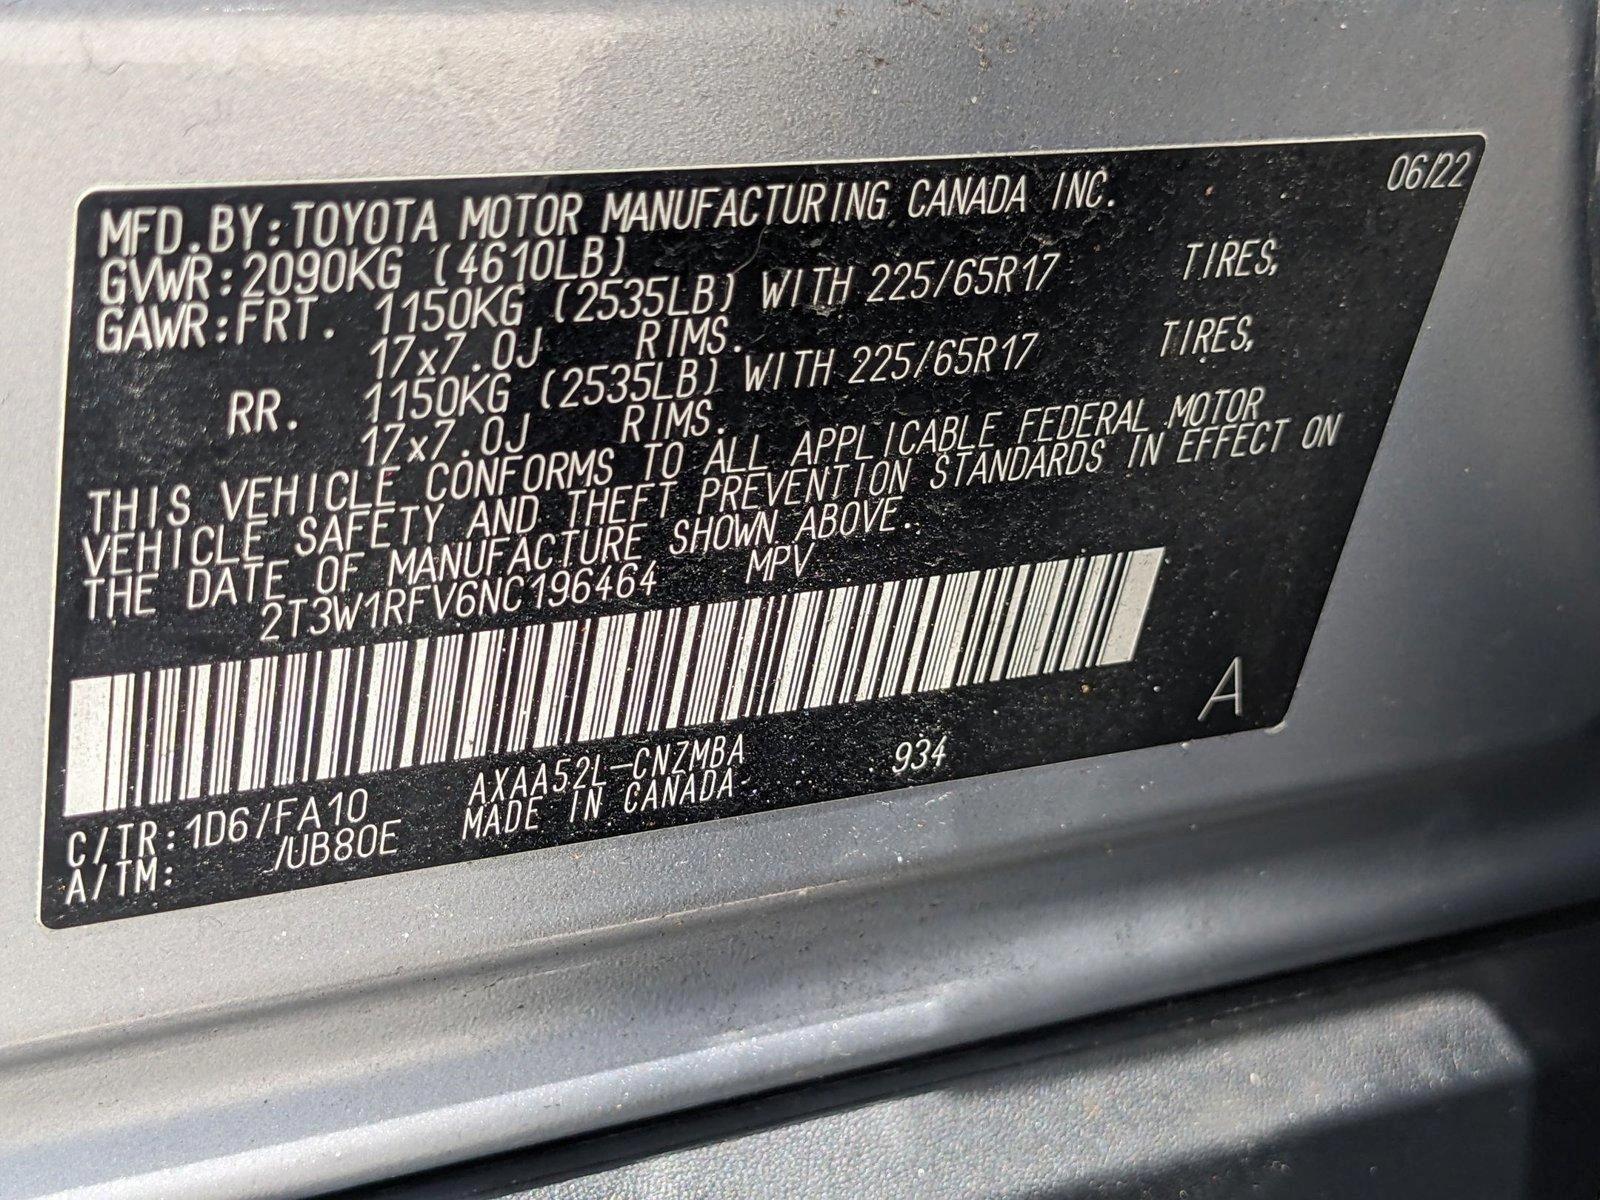 06/22
MFD.BY:TOYOTA MOTOR MANUFACTURING CANADA INC.
GVWR:2090KG (4610LB)
GAWR:FRT. 1150KG (2535LB) WITH 225/65R17 TIRES,
17x7.0J RIMS.
RR. 1150KG (2535LB) WITH 225/65R17 TIRES,
17x7.0J RIMS.
THIS VEHICLE CONFORMS TO ALL APPLICABLE FEDERAL MOTOR
VEHICLE SAFETY AND THEFT PREVENTION STANDARDS IN EFFECT ON
THE DATE OF MANUFACTURE SHOWN ABOVE.
2T3W1RFV6NC196464 MPV
A
C/TR:1D6/FA10 AXAA52L-CNZMBA 934
A/TM: /UB80E MADE IN CANADA